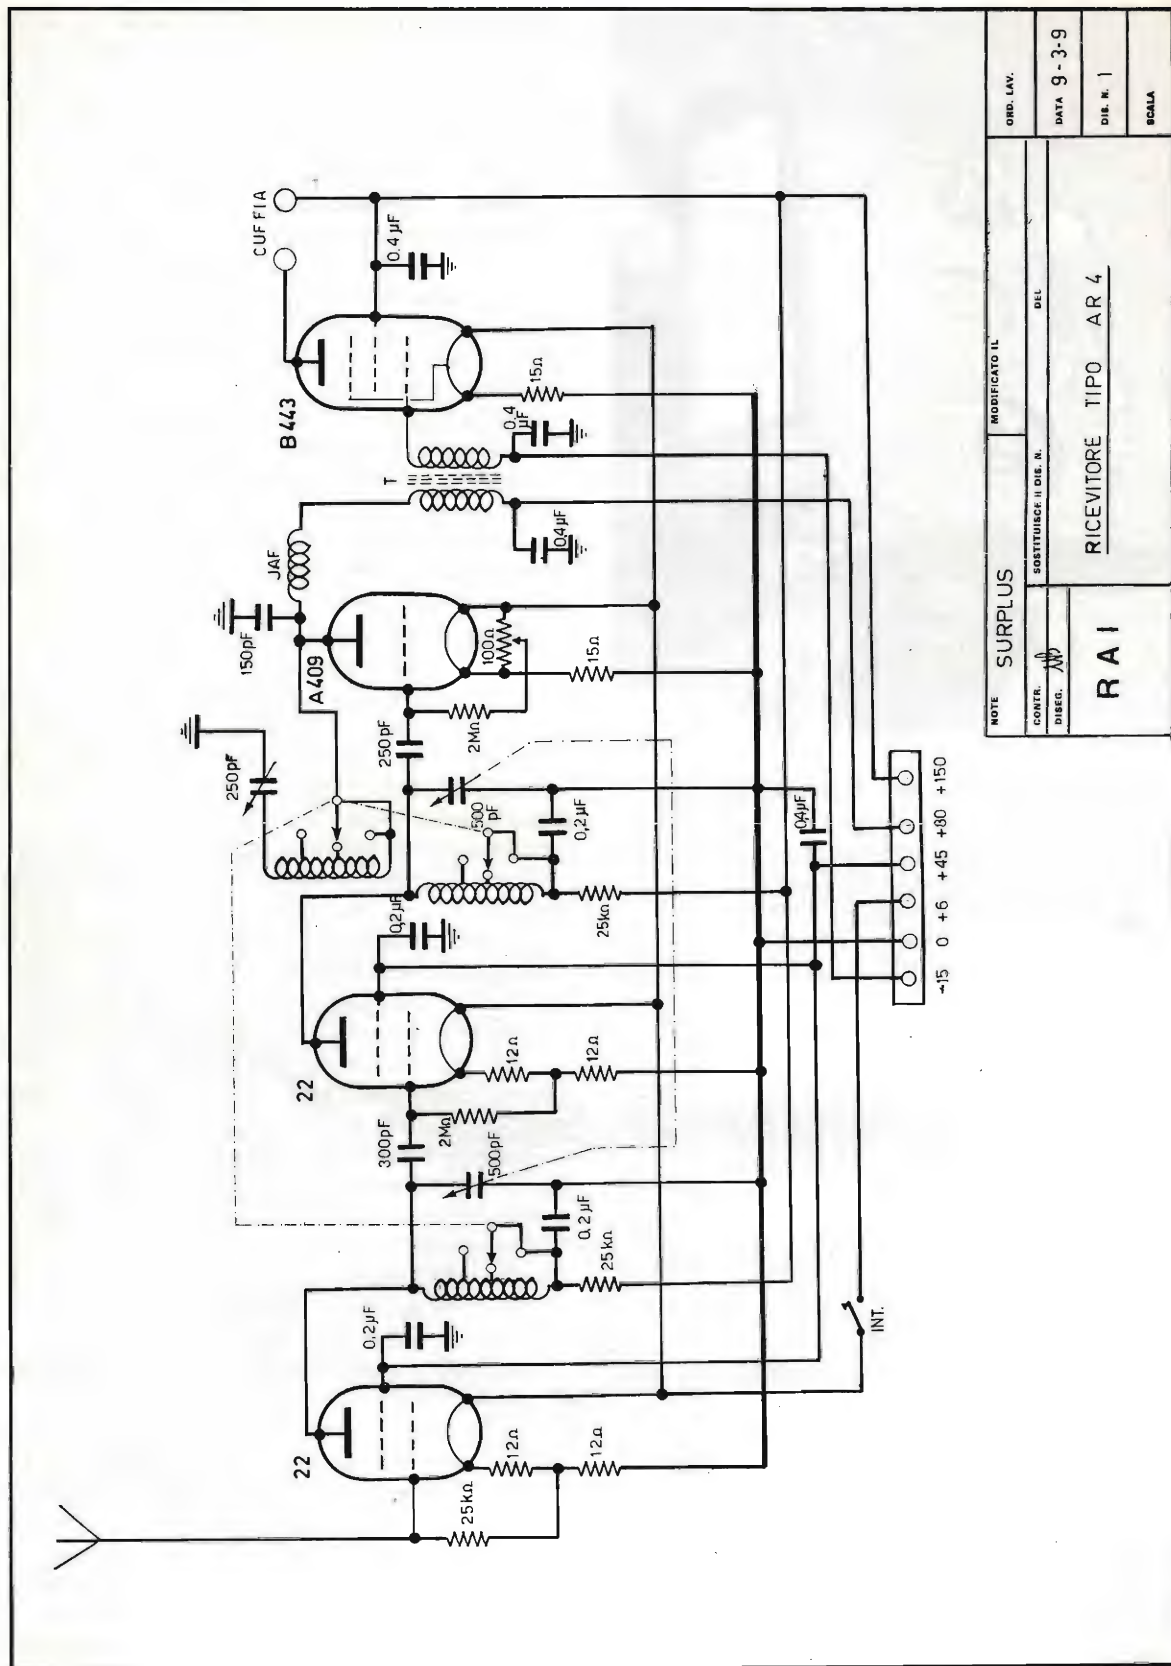 CUFFIA
B443
0.4 µF
15Ω
0,4 µF
T
0,4µF
JAF
150pF
A409
100Ω
15Ω
2MΩ
250pF
250pF
500 pF
0,2µF
25kΩ
0,4µF
0,2µF
22
12Ω
12Ω
2MΩ
300pF
500pF
0,2µF
25kΩ
0,2µF
22
12Ω
12Ω
25kΩ
INT.
-15 0 +6 +45 +80 +150
NOTE SURPLUS
MODIFICATO IL
ORD. LAV.
CONTR.
DISEG.
SOSTITUISCE IL DIS. N. DEL
DATA 9-3-9
RAI
RICEVITORE TIPO AR 4
DIS. N. 1
SCALA